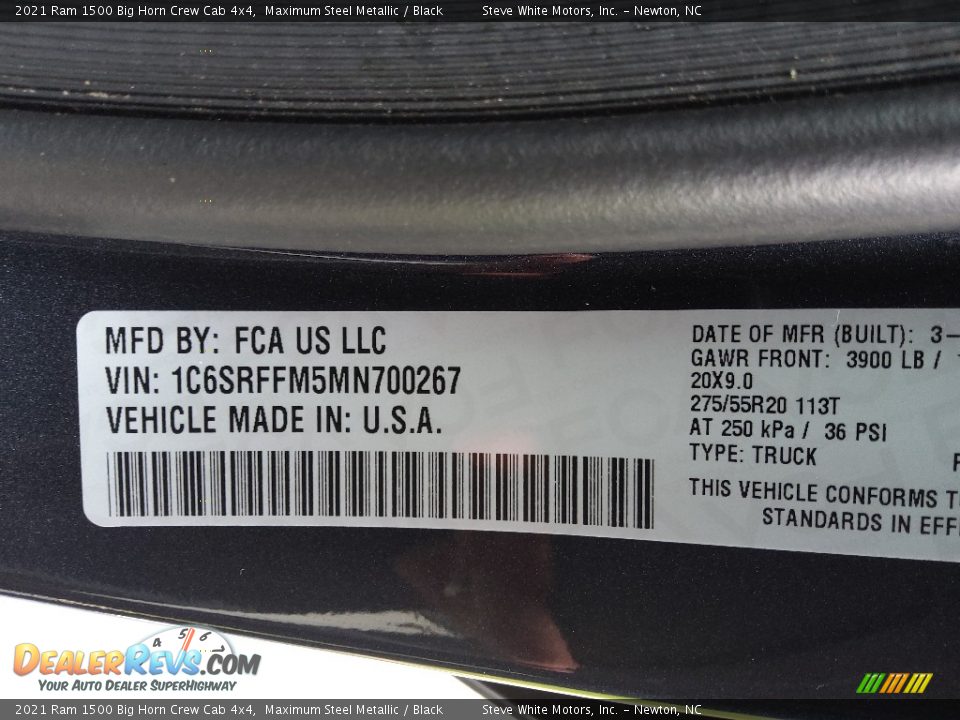 2021 Ram 1500 Big Horn Crew Cab 4x4, Maximum Steel Metallic / Black Steve White Motors, Inc. - Newton, NC
MFD BY: FCA US LLC
VIN: 1C6SRFFM5MN700267
VEHICLE MADE IN: U.S.A.
DATE OF MFR (BUILT): 3-
GAWR FRONT: 3900 LB /
20X9.0
275/55R20 113T
AT 250 kPa / 36 PSI
TYPE: TRUCK
THIS VEHICLE CONFORMS
STANDARDS IN
4 5 6
DEALERREVS.COM
YOUR AUTO DEALER SUPERHIGHWAY
2021 Ram 1500 Big Horn Crew Cab 4x4, Maximum Steel Metallic / Black Steve White Motors, Inc. - Newton, NC